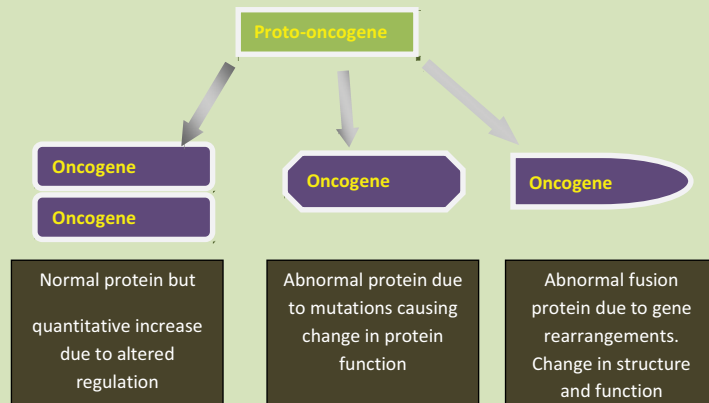 Proto-oncogene
Oncogene
Oncogene
Oncogene
Oncogene
Normal protein but
quantitative increase
due to altered
regulation
Abnormal protein due
to mutations causing
change in protein
function
Abnormal fusion
protein due to gene
rearrangements.
Change in structure
and function